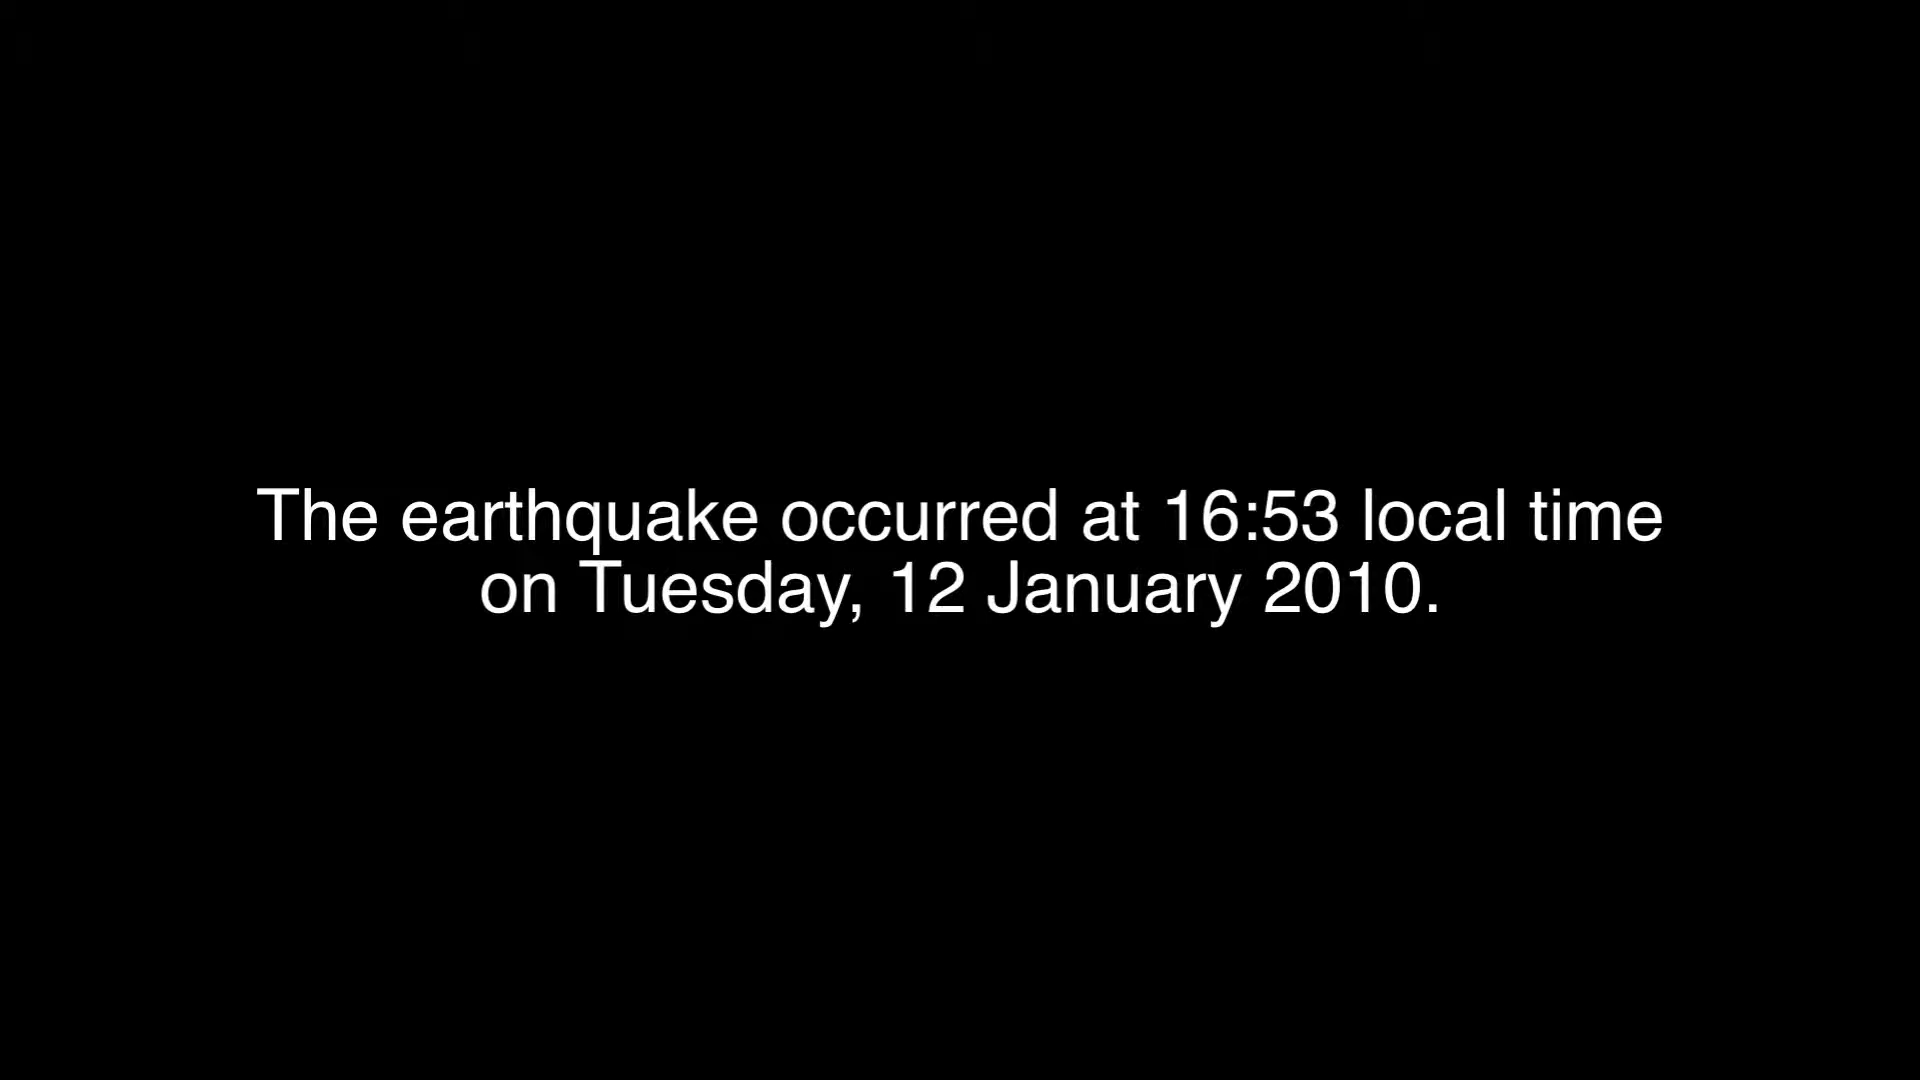 The earthquake occurred at 16:53 local time
on Tuesday, 12 January 2010.